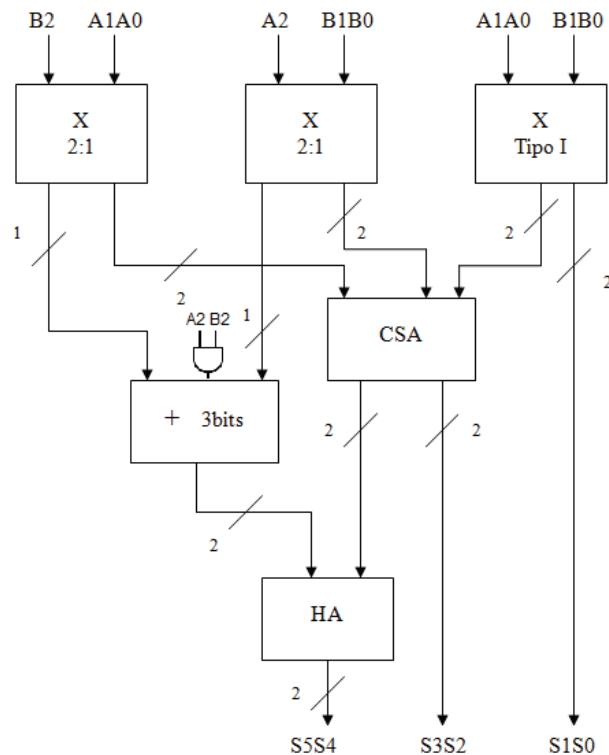 B2 A1A0 A2 B1B0 A1A0 B1B0
X
2:1
X
2:1
X
Tipo I
1
2
2
2
2
A2 B2
1
CSA
+ 3bits
2
2
2
HA
2
S5S4 S3S2 S1S0